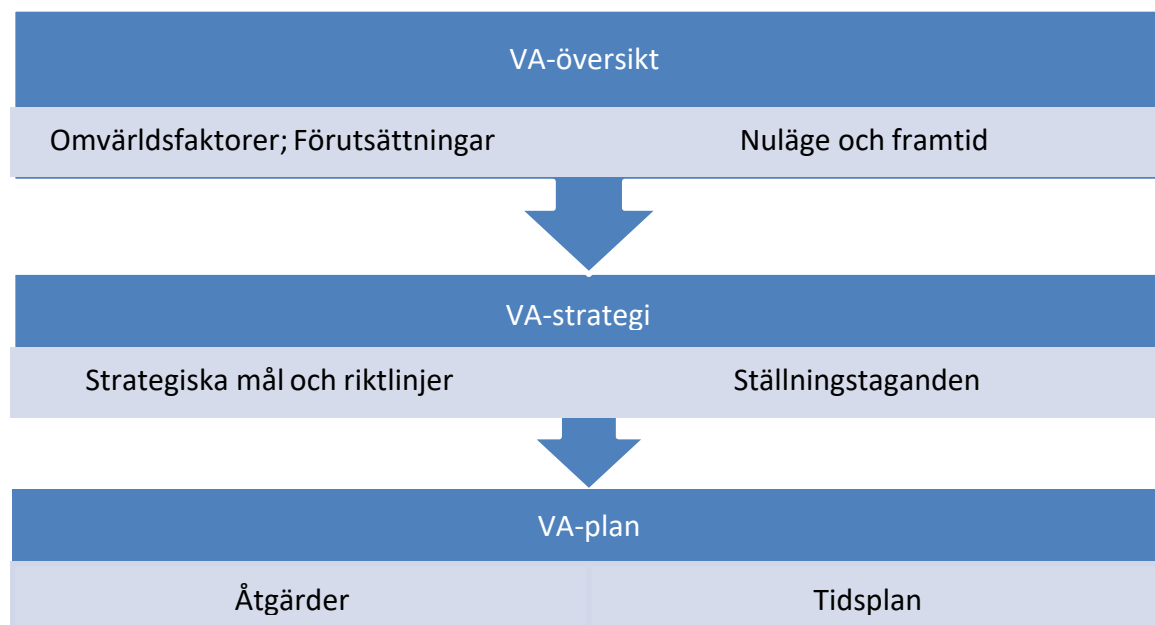 VA-översikt
Omvärldsfaktorer; Förutsättningar
Nuläge och framtid
VA-strategi
Strategiska mål och riktlinjer
Ställningstaganden
VA-plan
Åtgärder
Tidsplan